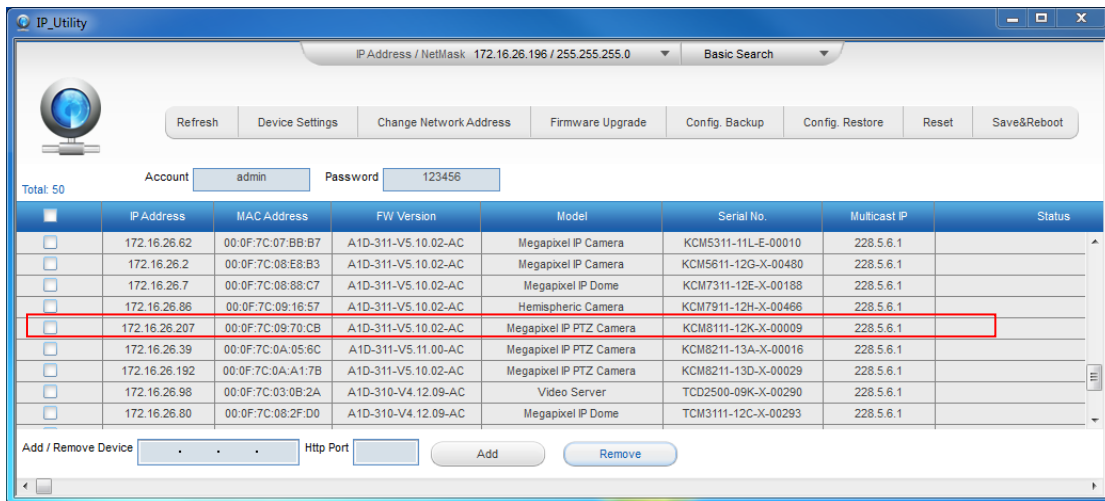 IP_Utility
IP Address / NetMask 172.16.26.196 / 255.255.255.0 Basic Search
Refresh Device Settings Change Network Address Firmware Upgrade Config. Backup Config. Restore Reset Save&Reboot
Account admin Password 123456
Total: 50
IP Address MAC Address FW Version Model Serial No. Multicast IP Status
172.16.26.62 00:0F:7C:07:BB:B7 A1D-311-V5.10.02-AC Megapixel IP Camera KCM5311-11L-E-00010 228.5.6.1
172.16.26.2 00:0F:7C:08:E8:B3 A1D-311-V5.10.02-AC Megapixel IP Camera KCM5611-12G-X-00480 228.5.6.1
172.16.26.7 00:0F:7C:08:88:C7 A1D-311-V5.10.02-AC Megapixel IP Dome KCM7311-12E-X-00188 228.5.6.1
172.16.26.86 00:0F:7C:09:16:57 A1D-311-V5.10.02-AC Hemispheric Camera KCM7911-12H-X-00466 228.5.6.1
172.16.26.207 00:0F:7C:09:70:CB A1D-311-V5.10.02-AC Megapixel IP PTZ Camera KCM8111-12K-X-00009 228.5.6.1
172.16.26.39 00:0F:7C:0A:05:6C A1D-311-V5.11.00-AC Megapixel IP PTZ Camera KCM8211-13A-X-00016 228.5.6.1
172.16.26.192 00:0F:7C:0A:A1:7B A1D-311-V5.10.02-AC Megapixel IP PTZ Camera KCM8211-13D-X-00029 228.5.6.1
172.16.26.98 00:0F:7C:03:0B:2A A1D-310-V4.12.09-AC Video Server TCD2500-09K-X-00290 228.5.6.1
172.16.26.80 00:0F:7C:08:2F:D0 A1D-310-V4.12.09-AC Megapixel IP Dome TCM3111-12C-X-00293 228.5.6.1
Add / Remove Device . . . Http Port Add Remove